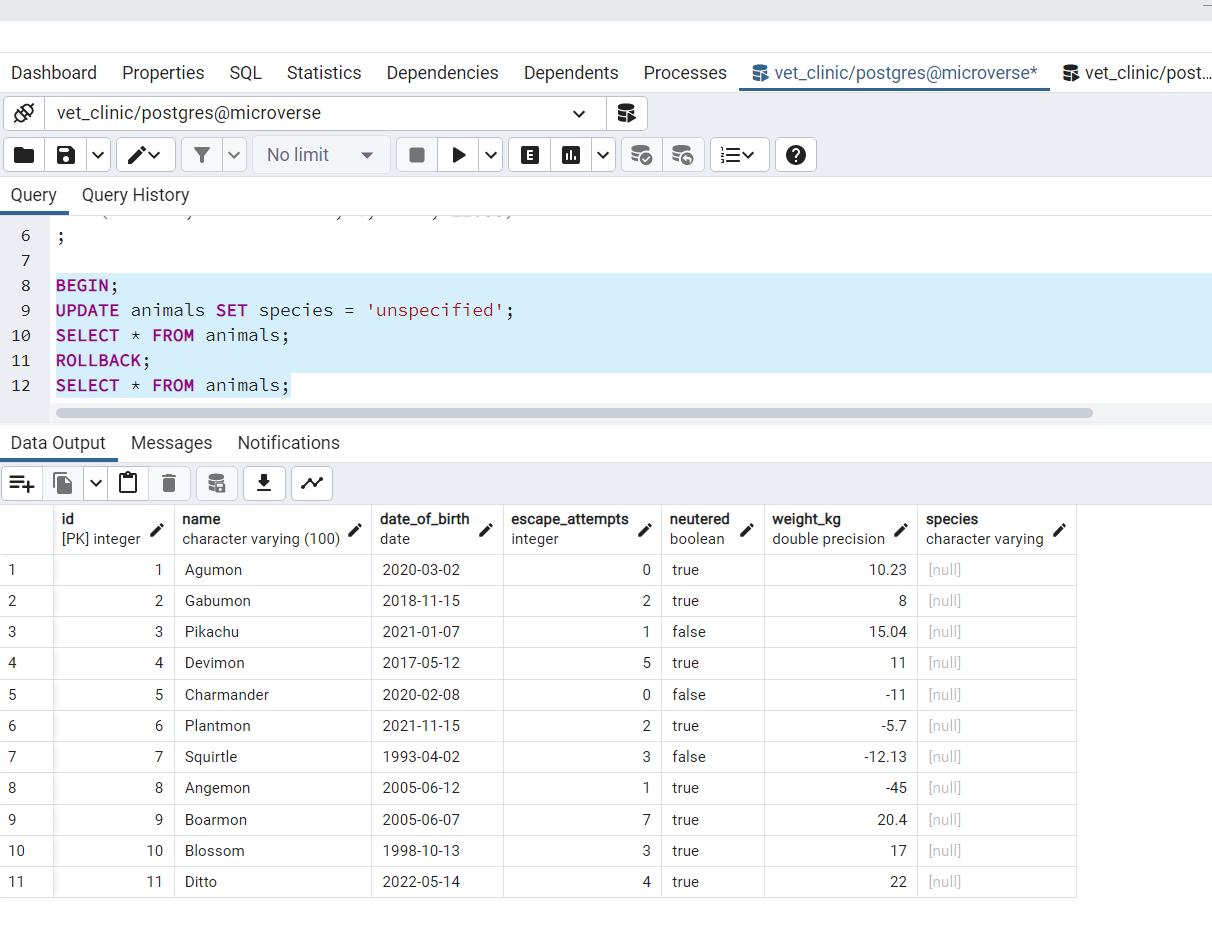 Dashboard Properties SQL Statistics Dependencies Dependents Processes vet_clinic/postgres@microverse* vet_clinic/post...
vet_clinic/postgres@microverse
No limit E
Query Query History
6 ;
7
8 BEGIN;
9 UPDATE animals SET species = 'unspecified';
10 SELECT * FROM animals;
11 ROLLBACK;
12 SELECT * FROM animals;
Data Output Messages Notifications
id name date_of_birth escape_attempts neutered weight_kg species
[PK] integer character varying (100) date integer boolean double precision character varying
1 1 Agumon 2020-03-02 0 true 10.23 [null]
2 2 Gabumon 2018-11-15 2 true 8 [null]
3 3 Pikachu 2021-01-07 1 false 15.04 [null]
4 4 Devimon 2017-05-12 5 true 11 [null]
5 5 Charmander 2020-02-08 0 false -11 [null]
6 6 Plantmon 2021-11-15 2 true -5.7 [null]
7 7 Squirtle 1993-04-02 3 false -12.13 [null]
8 8 Angemon 2005-06-12 1 true -45 [null]
9 9 Boarmon 2005-06-07 7 true 20.4 [null]
10 10 Blossom 1998-10-13 3 true 17 [null]
11 11 Ditto 2022-05-14 4 true 22 [null]